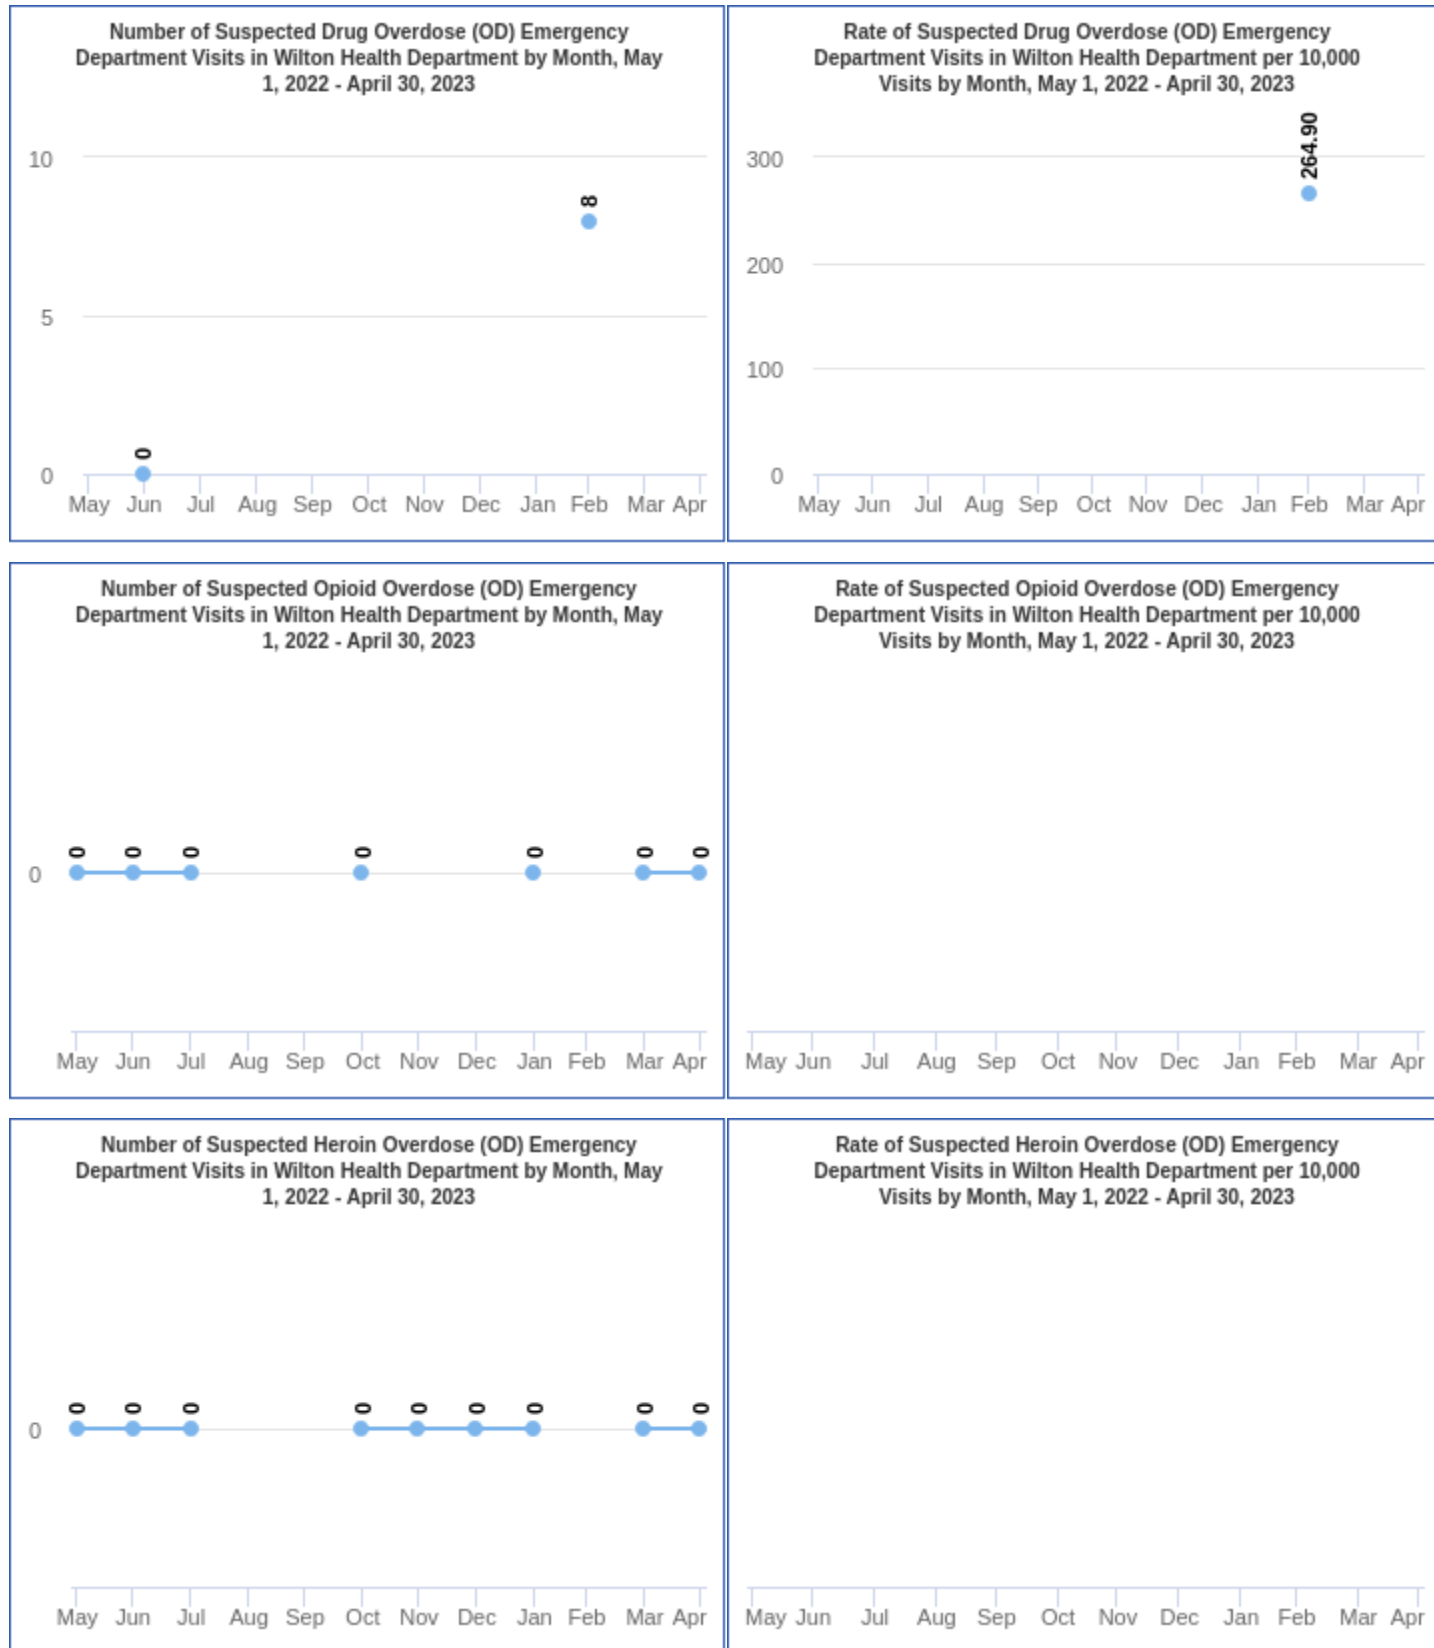 Number of Suspected Drug Overdose (OD) Emergency
Department Visits in Wilton Health Department by Month, May
1, 2022 - April 30, 2023
10
5
0
0
8
May Jun Jul Aug Sep Oct Nov Dec Jan Feb Mar Apr
Rate of Suspected Drug Overdose (OD) Emergency
Department Visits in Wilton Health Department per 10,000
Visits by Month, May 1, 2022 - April 30, 2023
300
200
100
0
264.90
May Jun Jul Aug Sep Oct Nov Dec Jan Feb Mar Apr
Number of Suspected Opioid Overdose (OD) Emergency
Department Visits in Wilton Health Department by Month, May
1, 2022 - April 30, 2023
0
0 0 0 0 0 0 0
May Jun Jul Aug Sep Oct Nov Dec Jan Feb Mar Apr
Rate of Suspected Opioid Overdose (OD) Emergency
Department Visits in Wilton Health Department per 10,000
Visits by Month, May 1, 2022 - April 30, 2023
May Jun Jul Aug Sep Oct Nov Dec Jan Feb Mar Apr
Number of Suspected Heroin Overdose (OD) Emergency
Department Visits in Wilton Health Department by Month, May
1, 2022 - April 30, 2023
0
0 0 0 0 0 0 0 0 0
May Jun Jul Aug Sep Oct Nov Dec Jan Feb Mar Apr
Rate of Suspected Heroin Overdose (OD) Emergency
Department Visits in Wilton Health Department per 10,000
Visits by Month, May 1, 2022 - April 30, 2023
May Jun Jul Aug Sep Oct Nov Dec Jan Feb Mar Apr